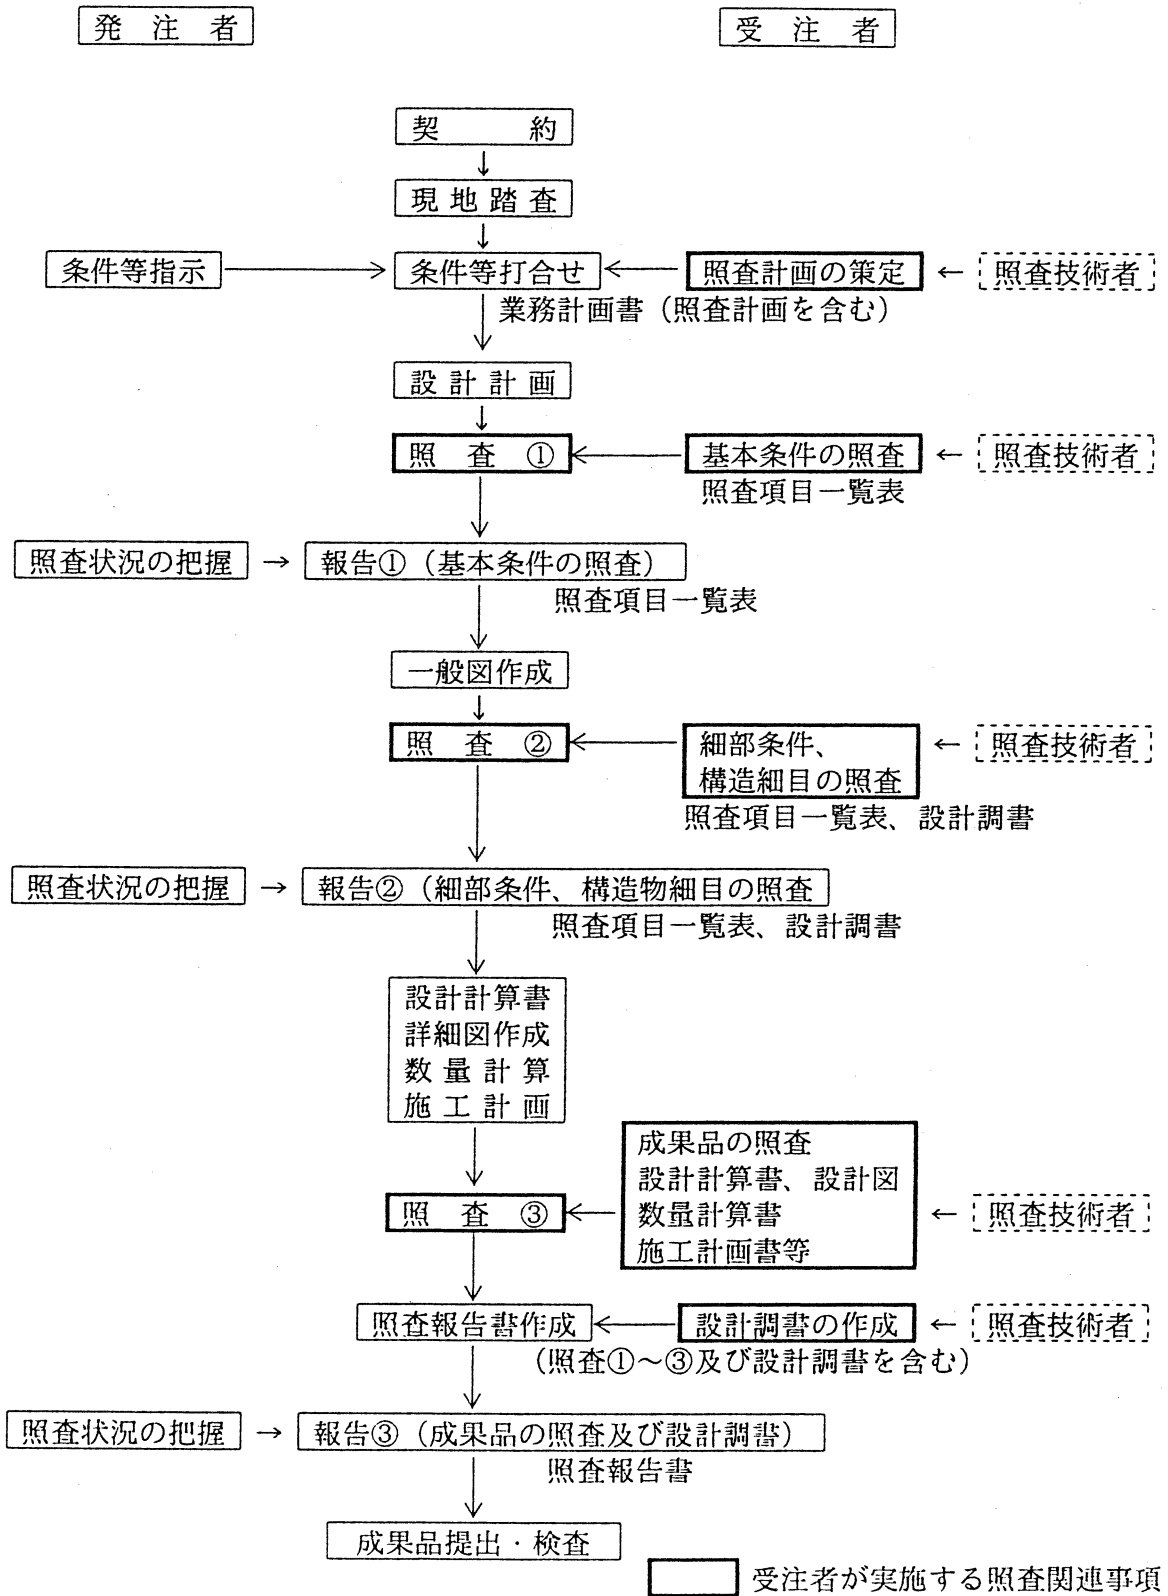 発注者
受注者
契約
現地踏査
条件等指示
条件等打合せ
照査計画の策定
照査技術者
業務計画書（照査計画を含む）
設計計画
照査①
基本条件の照査
照査技術者
照査項目一覧表
照査状況の把握
報告①（基本条件の照査）
照査項目一覧表
一般図作成
照査②
細部条件、
構造細目の照査
照査技術者
照査項目一覧表、設計調書
照査状況の把握
報告②（細部条件、構造物細目の照査
照査項目一覧表、設計調書
設計計算書
詳細図作成
数量計算
施工計画
照査③
成果品の照査
設計計算書、設計図
数量計算書
施工計画書等
照査技術者
照査報告書作成
設計調書の作成
照査技術者
（照査①～③及び設計調書を含む）
照査状況の把握
報告③（成果品の照査及び設計調書）
照査報告書
成果品提出・検査
受注者が実施する照査関連事項